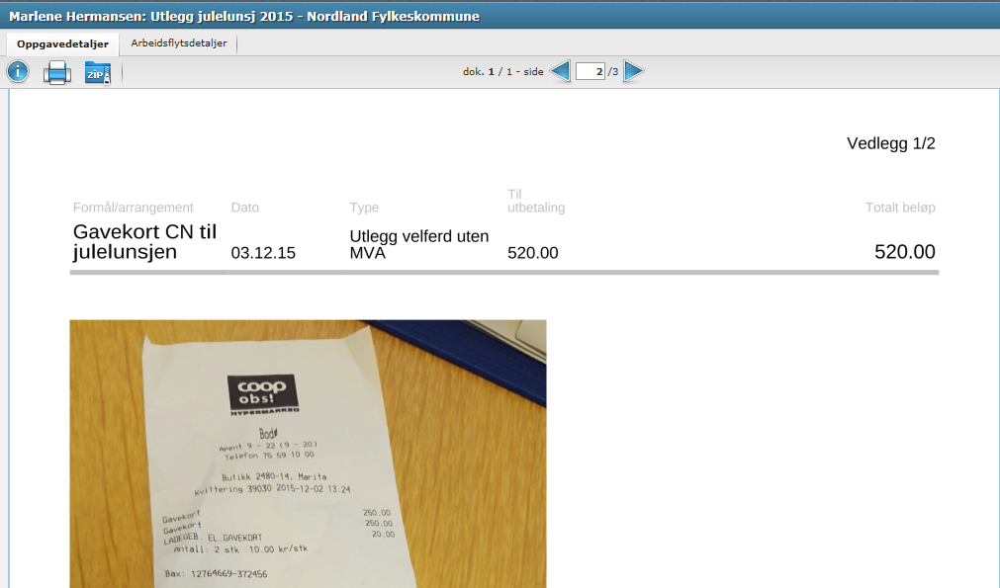 Marlene Hermansen: Utlegg julelunsj 2015 - Nordland Fylkeskommune
Oppgavedetaljer Arbeidsflytsdetaljer
i ZIP dok. 1 / 1 - side 2 /3
Vedlegg 1/2
Formål/arrangement Dato Type Til utbetaling Totalt beløp
Gavekort CN til julelunsjen 03.12.15 Utlegg velferd uten MVA 520.00 520.00
coop
obs!
HYPERMARKED
Bodø
Åpent 9 - 22 (9 - 20)
Telefon 75 59 10 00
Butikk 2480-14, Marita
Kvittering 39030 2015-12-02 13:24
Gavekort 250.00
Gavekort 250.00
LADEGEB. EL.GAVEKORT 20.00
Antall: 2 stk 10.00 kr/stk
Bax: 12764669-372456